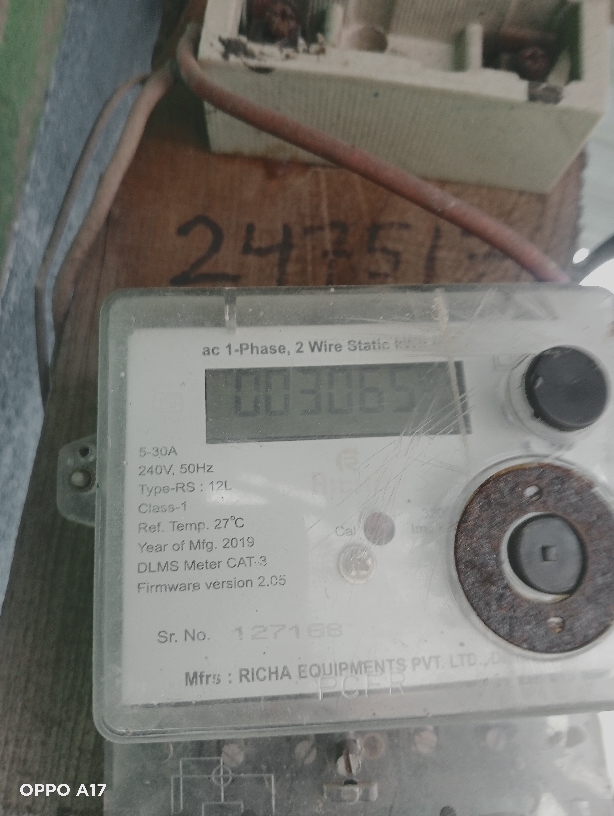 24751
ac 1-Phase, 2 Wire Static
003065
5-30A
240V, 50Hz
Type-RS : 12L
Class-1
Ref. Temp. 27°C
Year of Mfg. 2019
DLMS Meter CAT-3
Firmware version 2.05
Cal
Sr. No. 127168
Mfrs : RICHA EQUIPMENTS PVT. LTD.,
OPPO A17